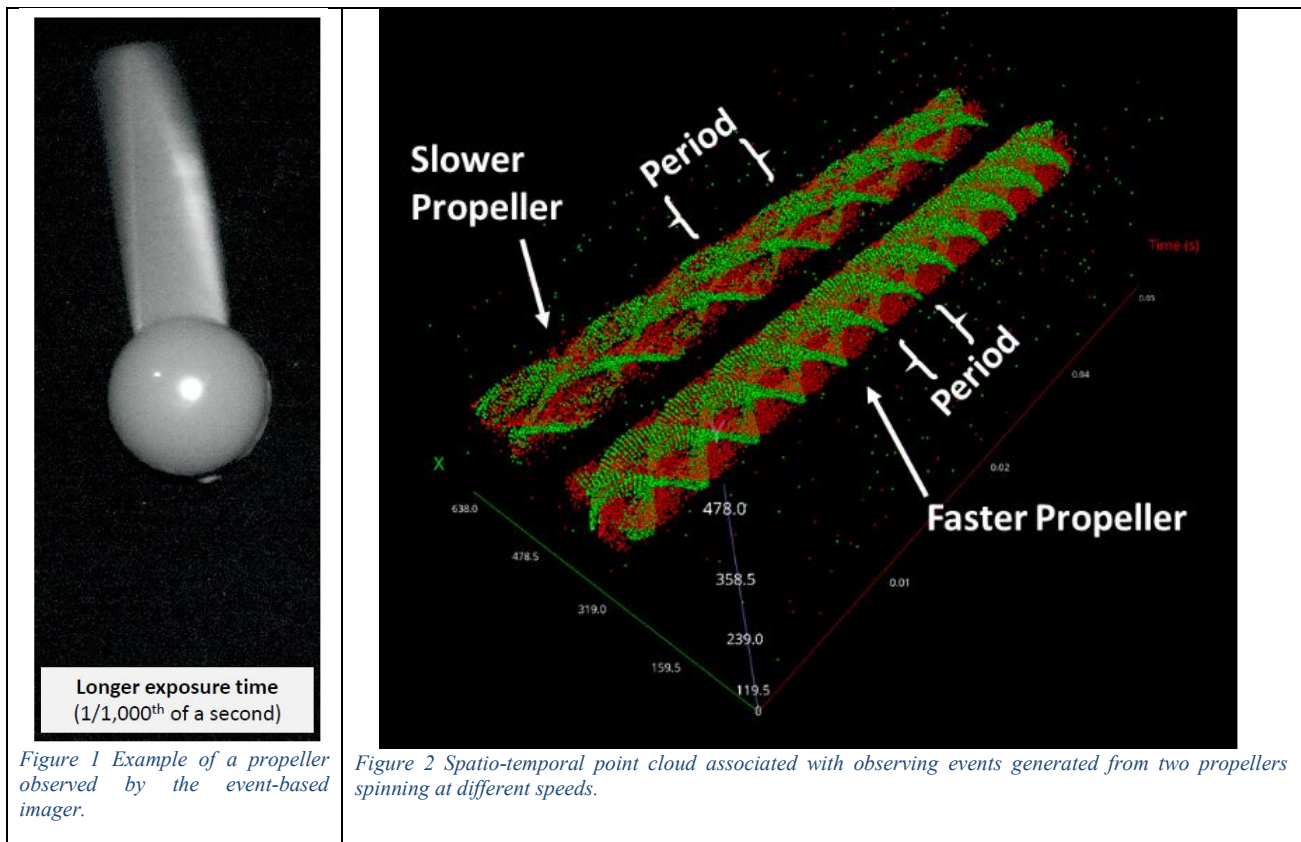 Longer exposure time
(1/1,000th of a second)
Figure 1 Example of a propeller
observed by the event-based
imager.
Slower
Propeller
Period
Time (s)
0.05
Period
0.04
0.02
Faster Propeller
X
638.0
478.0
478.5
358.5
0.01
319.0
239.0
159.5
119.5
0
Figure 2 Spatio-temporal point cloud associated with observing events generated from two propellers
spinning at different speeds.